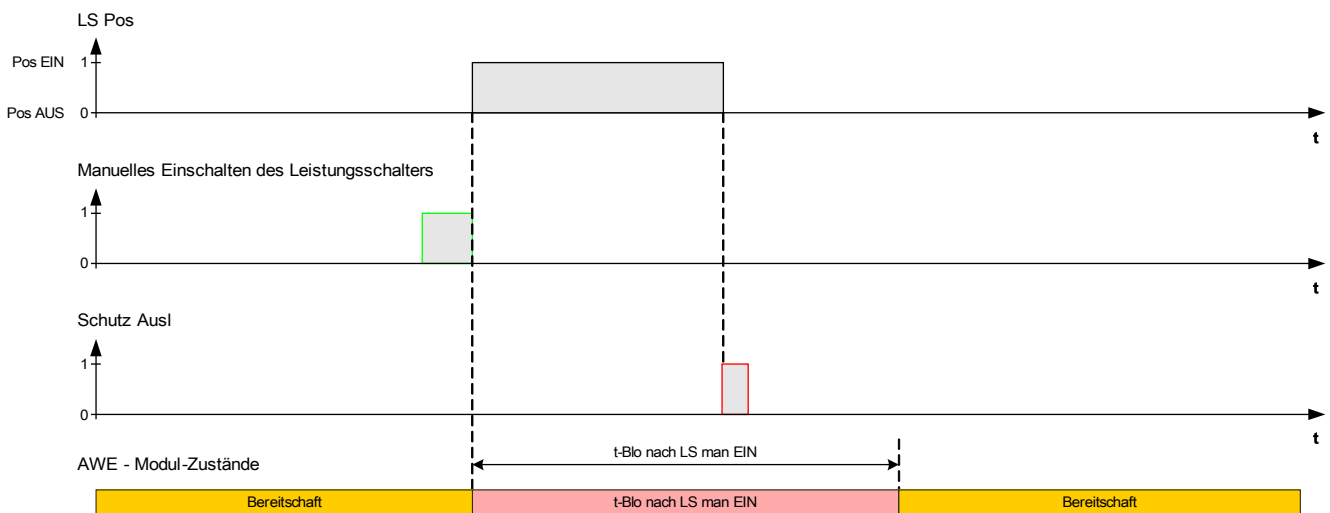 LS Pos
Pos EIN
1
Pos AUS
0
t
Manuelles Einschalten des Leistungsschalters
1
0
t
Schutz Ausl
1
0
t
t-Blo nach LS man EIN
AWE - Modul-Zustände
Bereitschaft t-Blo nach LS man EIN Bereitschaft